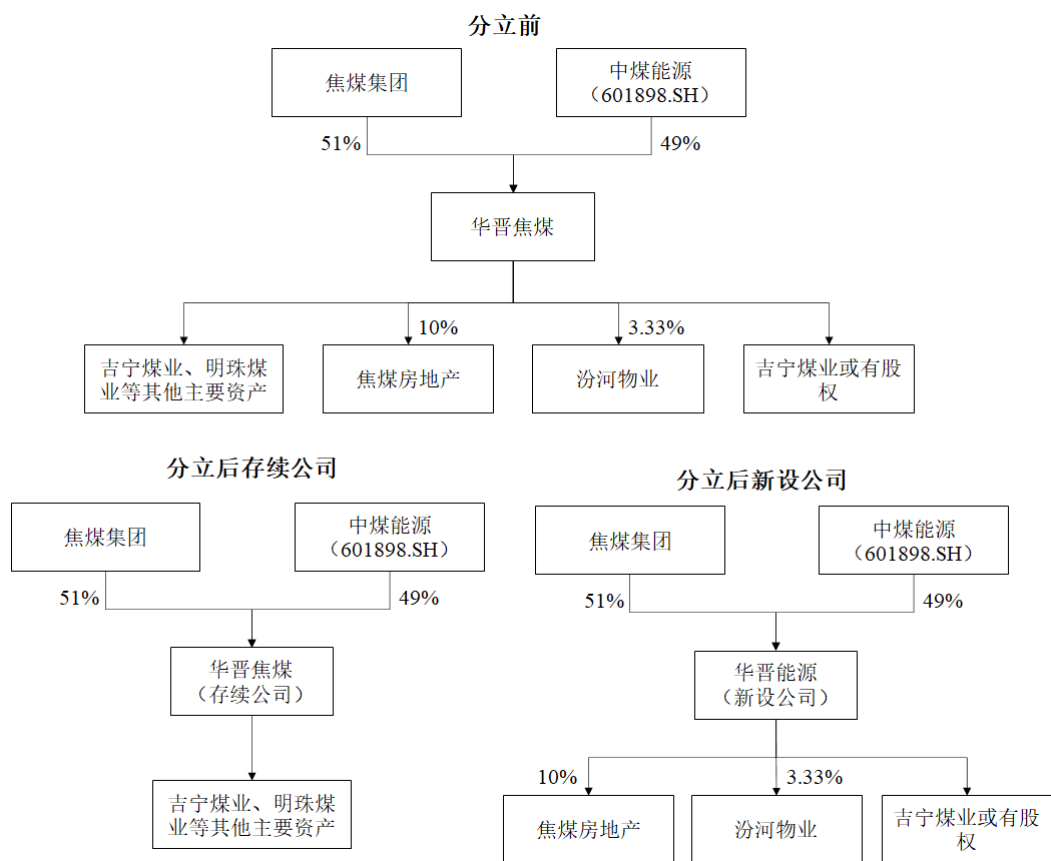 分立前
焦煤集团
中煤能源
（601898.SH）
51%
49%
华晋焦煤
10%
3.33%
吉宁煤业、明珠煤
业等其他主要资产
焦煤房地产
汾河物业
吉宁煤业或有股
权
分立后存续公司
焦煤集团
中煤能源
（601898.SH）
51%
49%
华晋焦煤
（存续公司）
吉宁煤业、明珠煤
业等其他主要资产
分立后新设公司
焦煤集团
中煤能源
（601898.SH）
51%
49%
华晋能源
（新设公司）
10%
3.33%
焦煤房地产
汾河物业
吉宁煤业或有股
权